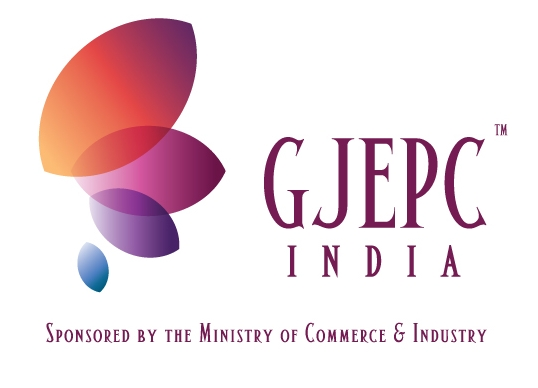 GJEPC™
INDIA
SPONSORED BY THE MINISTRY OF COMMERCE & INDUSTRY